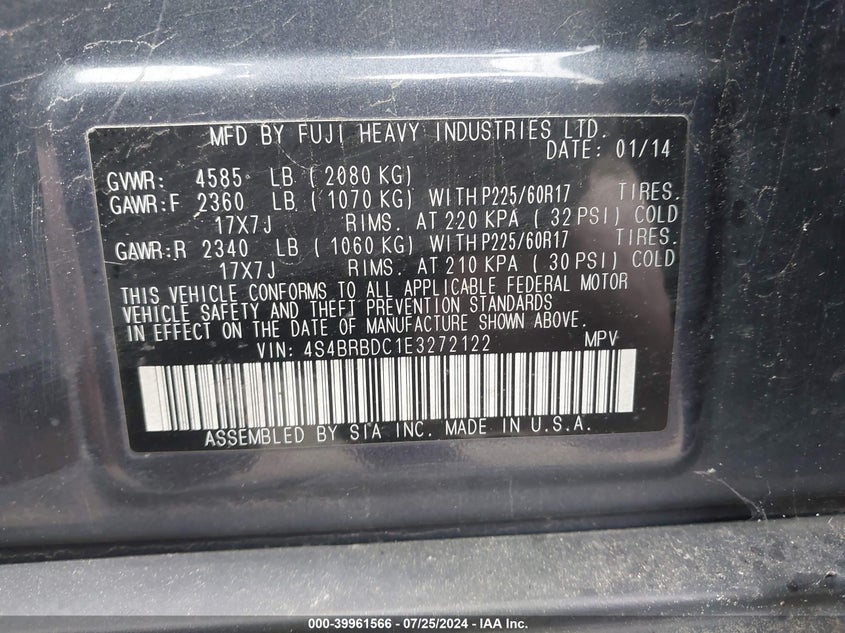 MFD BY FUJI HEAVY INDUSTRIES LTD.
DATE: 01/14
GVWR: 4585 LB (2080 KG)
GAWR:F 2360 LB (1070 KG) WITH P225/60R17 TIRES.
17X7J RIMS. AT 220 KPA (32 PSI) COLD
GAWR:R 2340 LB (1060 KG) WITH P225/60R17 TIRES.
17X7J RIMS. AT 210 KPA (30 PSI) COLD
THIS VEHICLE CONFORMS TO ALL APPLICABLE FEDERAL MOTOR
VEHICLE SAFETY AND THEFT PREVENTION STANDARDS
IN EFFECT ON THE DATE OF MANUFACTURE SHOWN ABOVE.
VIN: 4S4BRBDC1E3272122 MPV
ASSEMBLED BY SIA INC. MADE IN U.S.A.
000-39961566 / 07/25/2024 - IAA Inc.